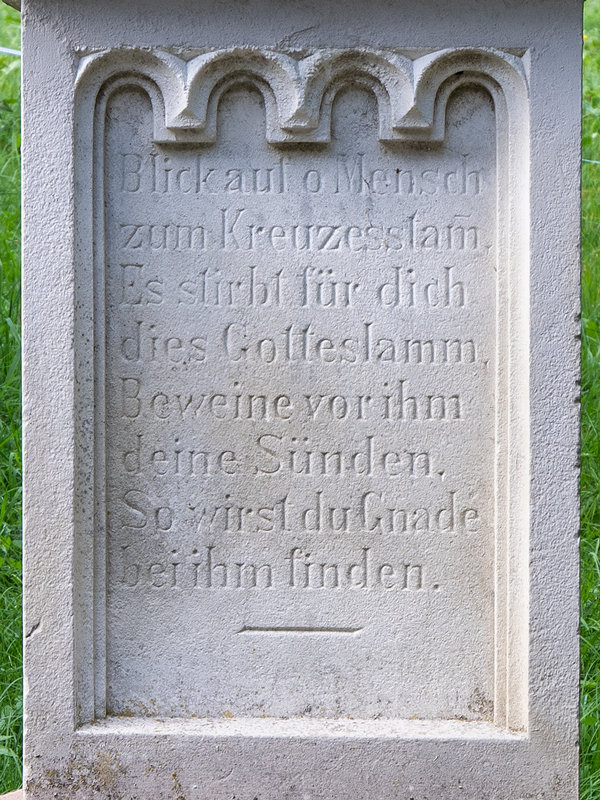 Blick auf o Mensch
zum Kreuzesstam̄,
Es stirbt für dich
dies Gotteslamm,
Beweine vor ihm
deine Sünden,
So wirst du Gnade
bei ihm finden.